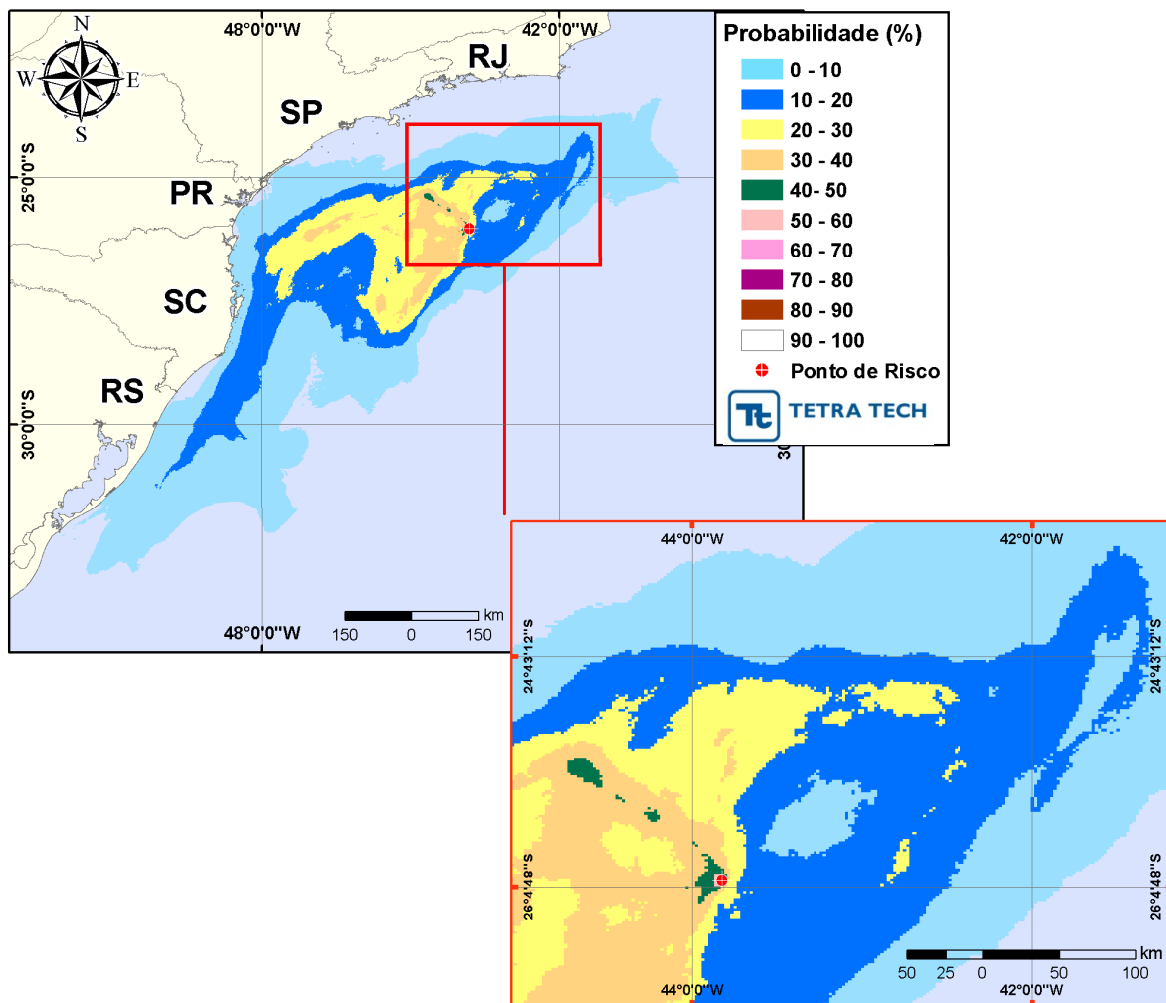 N
W
E
S
48°0'0"W
42°0'0"W
RJ
SP
PR
SC
RS
25°0'0"S
30°0'0"S
48°0'0"W
150
0
150
km
Probabilidade (%)
0 - 10
10 - 20
20 - 30
30 - 40
40- 50
50 - 60
60 - 70
70 - 80
80 - 90
90 - 100
Ponto de Risco
Tt
TETRA TECH
44°0'0"W
42°0'0"W
24°43'12"S
24°43'12"S
26°4'48"S
26°4'48"S
50
25
0
50
100
km
44°0'0"W
42°0'0"W